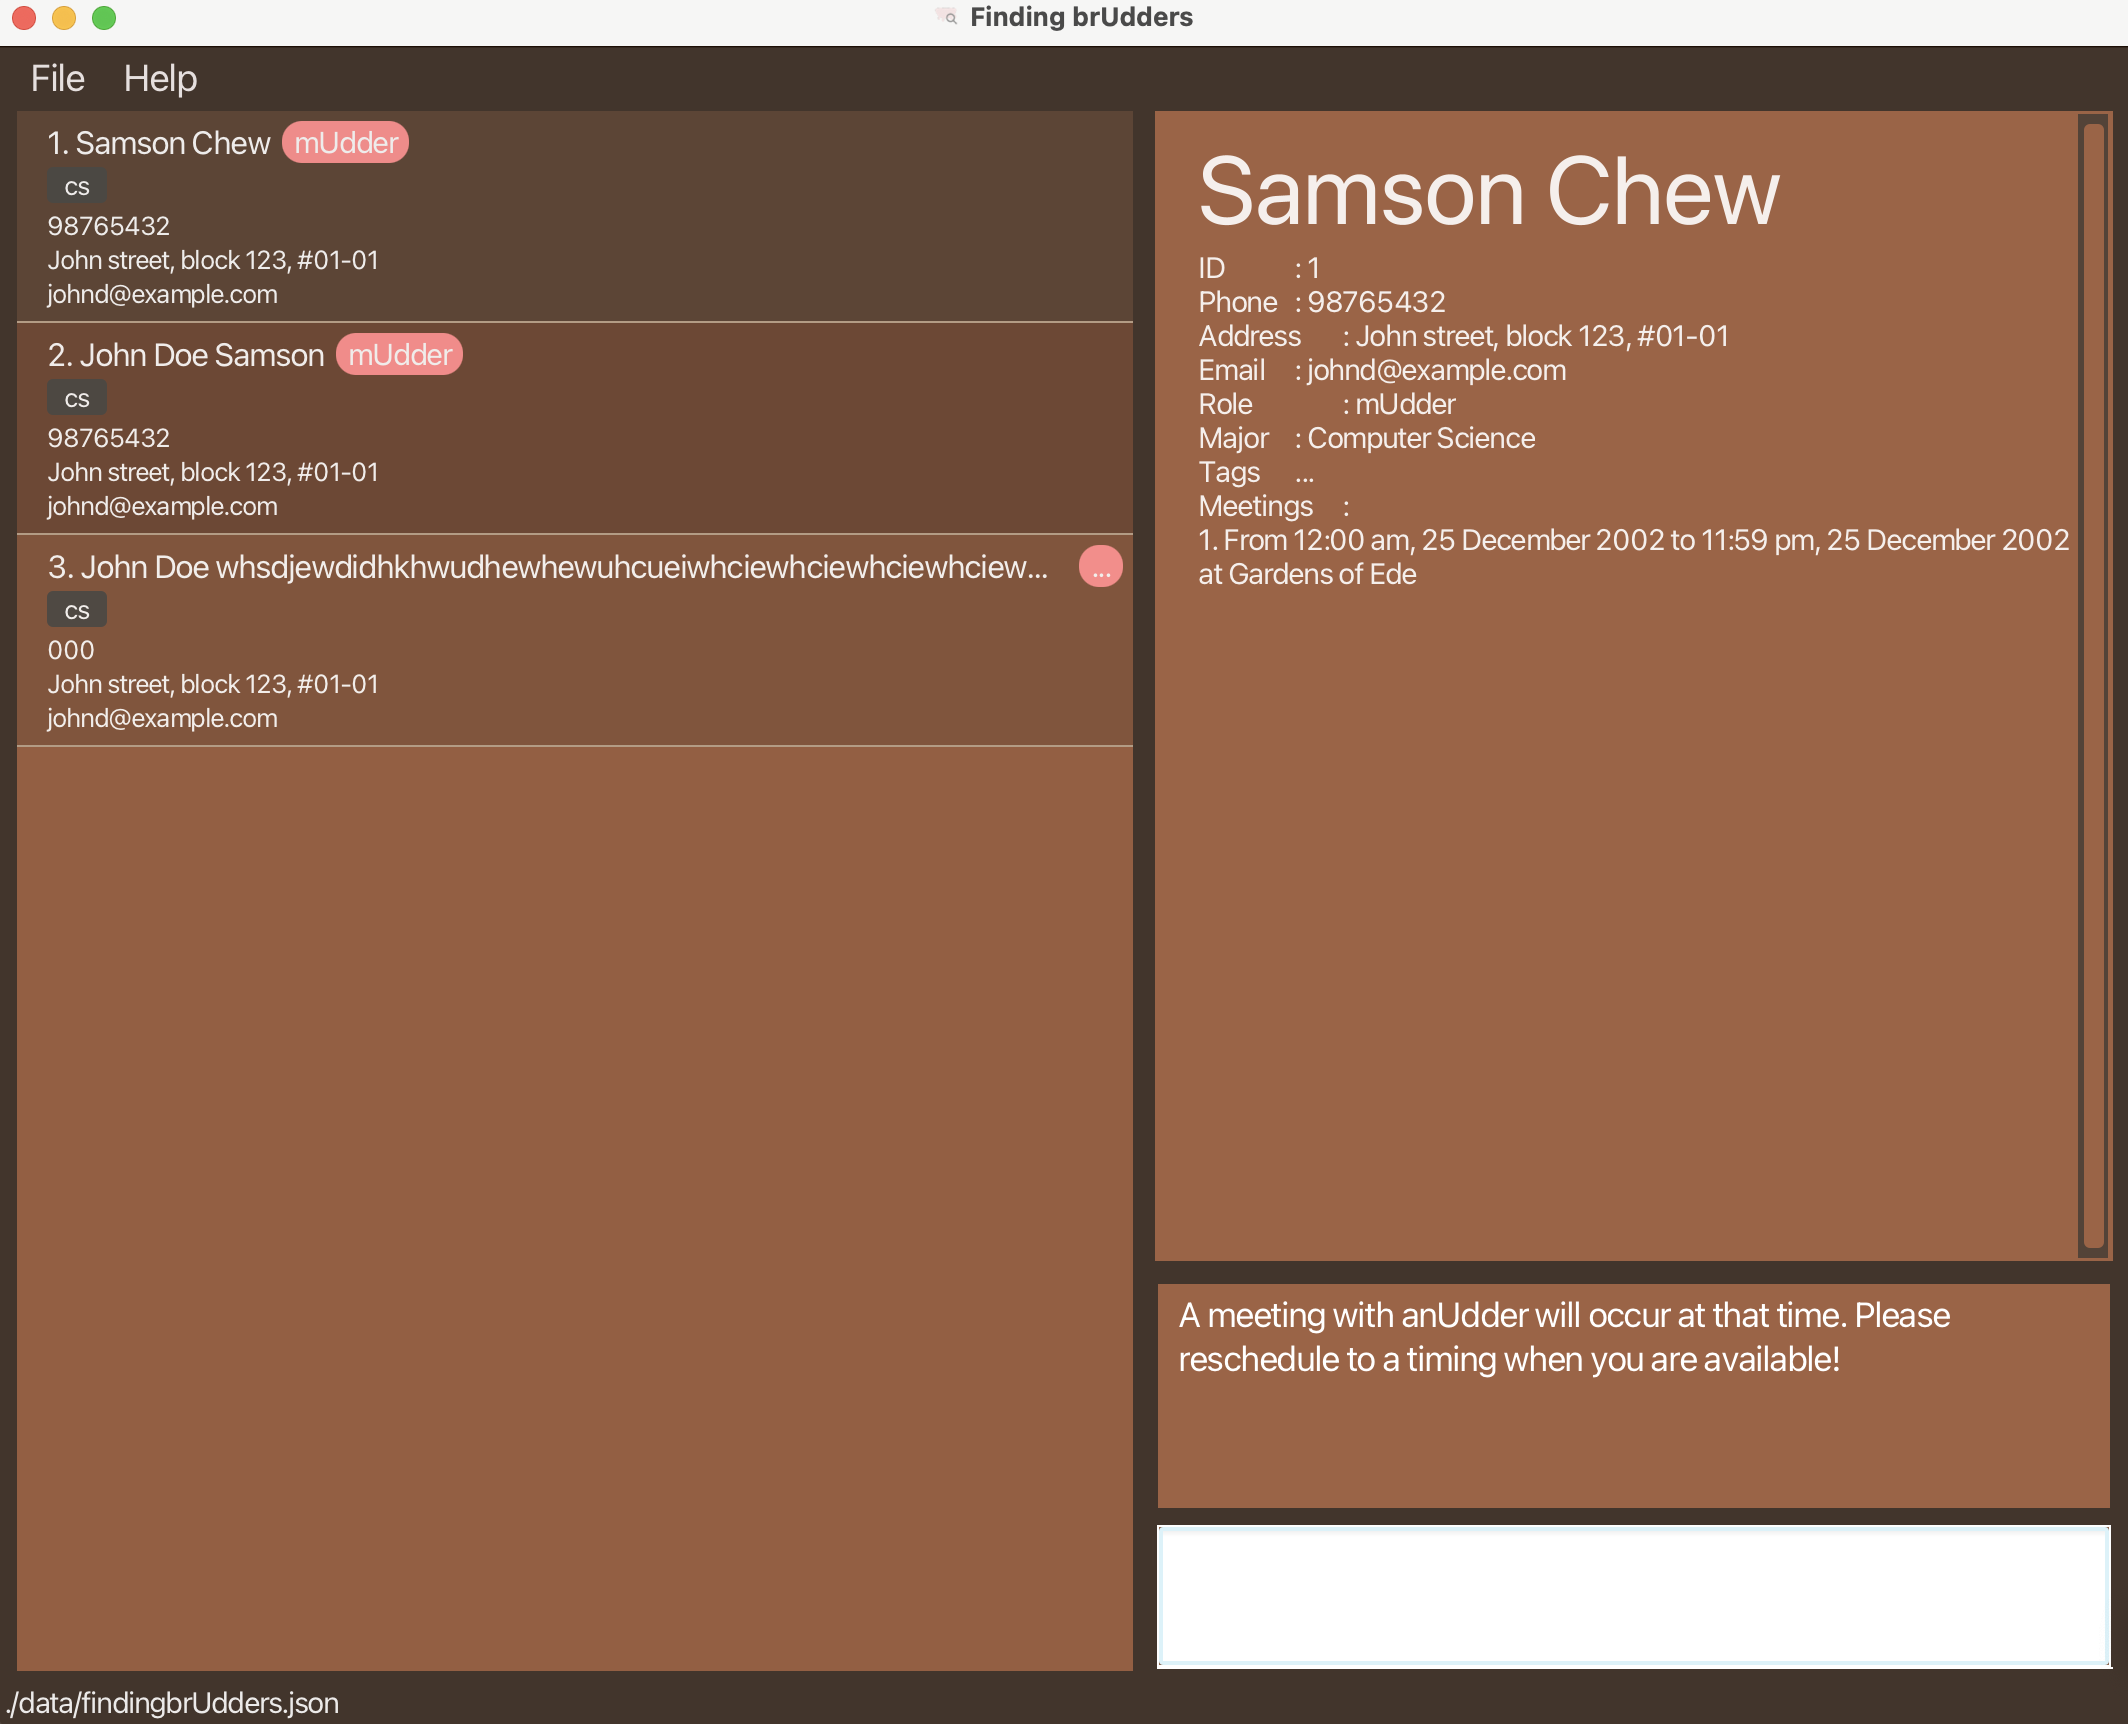 Finding brUdders
File Help
1. Samson Chew mUdder
cs
98765432
John street, block 123, #01-01
johnd@example.com
2. John Doe Samson mUdder
cs
98765432
John street, block 123, #01-01
johnd@example.com
3. John Doe whsdjewdidhkhwudhewhewuhcueiwhciewhciewhciewhciew... ...
cs
000
John street, block 123, #01-01
johnd@example.com
Samson Chew
ID : 1
Phone : 98765432
Address : John street, block 123, #01-01
Email : johnd@example.com
Role : mUdder
Major : Computer Science
Tags ...
Meetings :
1. From 12:00 am, 25 December 2002 to 11:59 pm, 25 December 2002
at Gardens of Ede
A meeting with anUdder will occur at that time. Please
reschedule to a timing when you are available!
./data/findingbrUdders.json